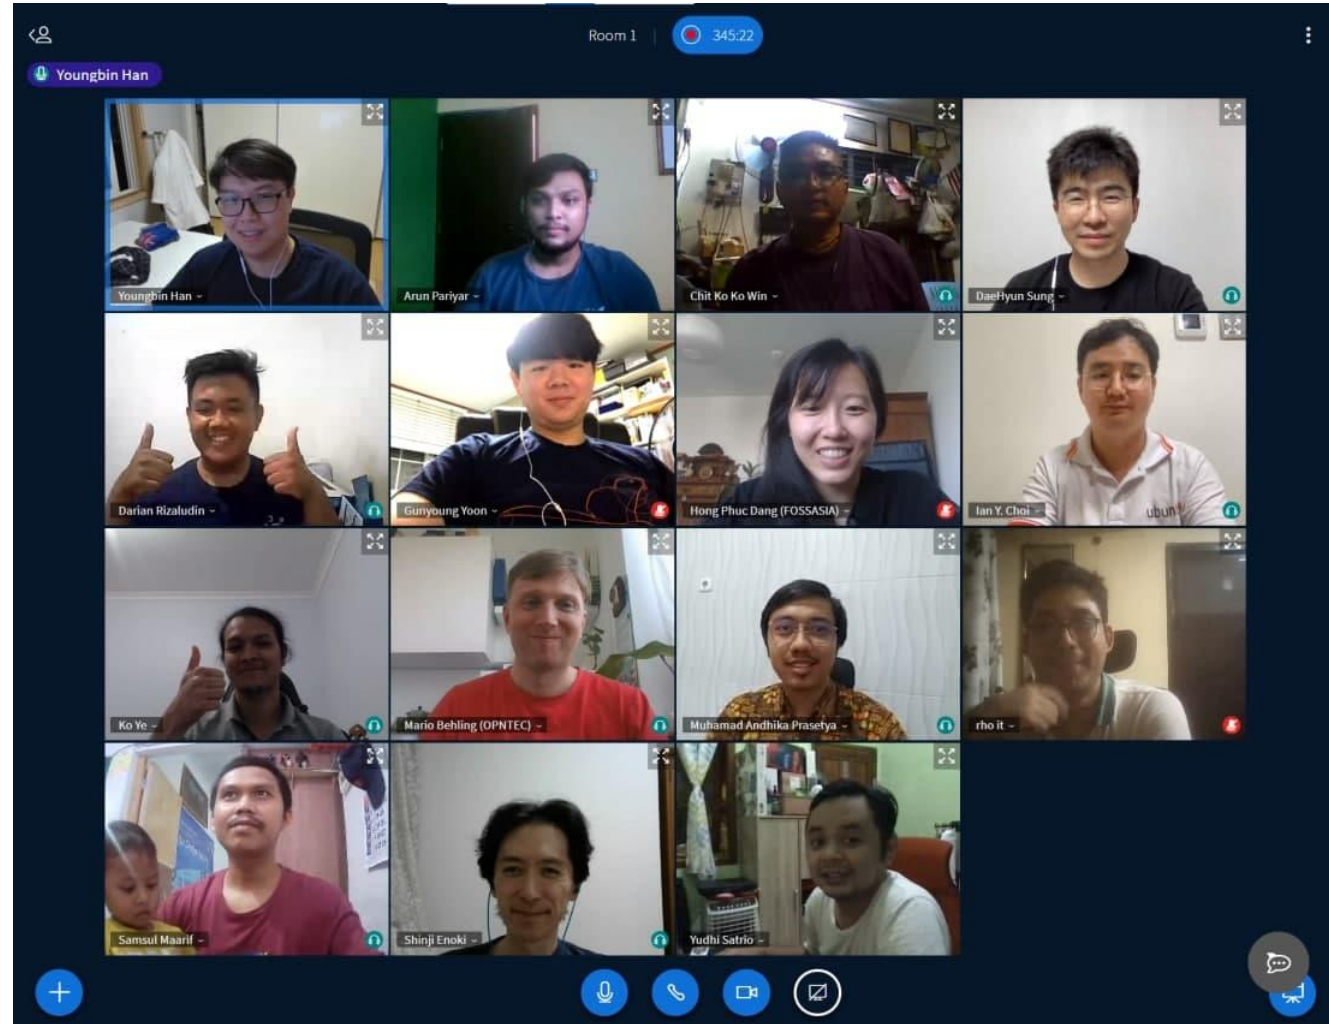 Room 1
345:22
Youngbin Han
Youngbin Han
Arun Pariyar
Chit Ko Ko Win
DaeHyun Sung
Darian Rizaludin
Gunyoung Yoon
Hong Phuc Dang (FOSSASIA)
Ian Y. Choi
ubun
Ko Ye
Mario Behling (OPNTEC)
Muhamad Andhika Prasetya
rho it
Samsul Maarif
Shinji Enoki
Yudhi Satrio